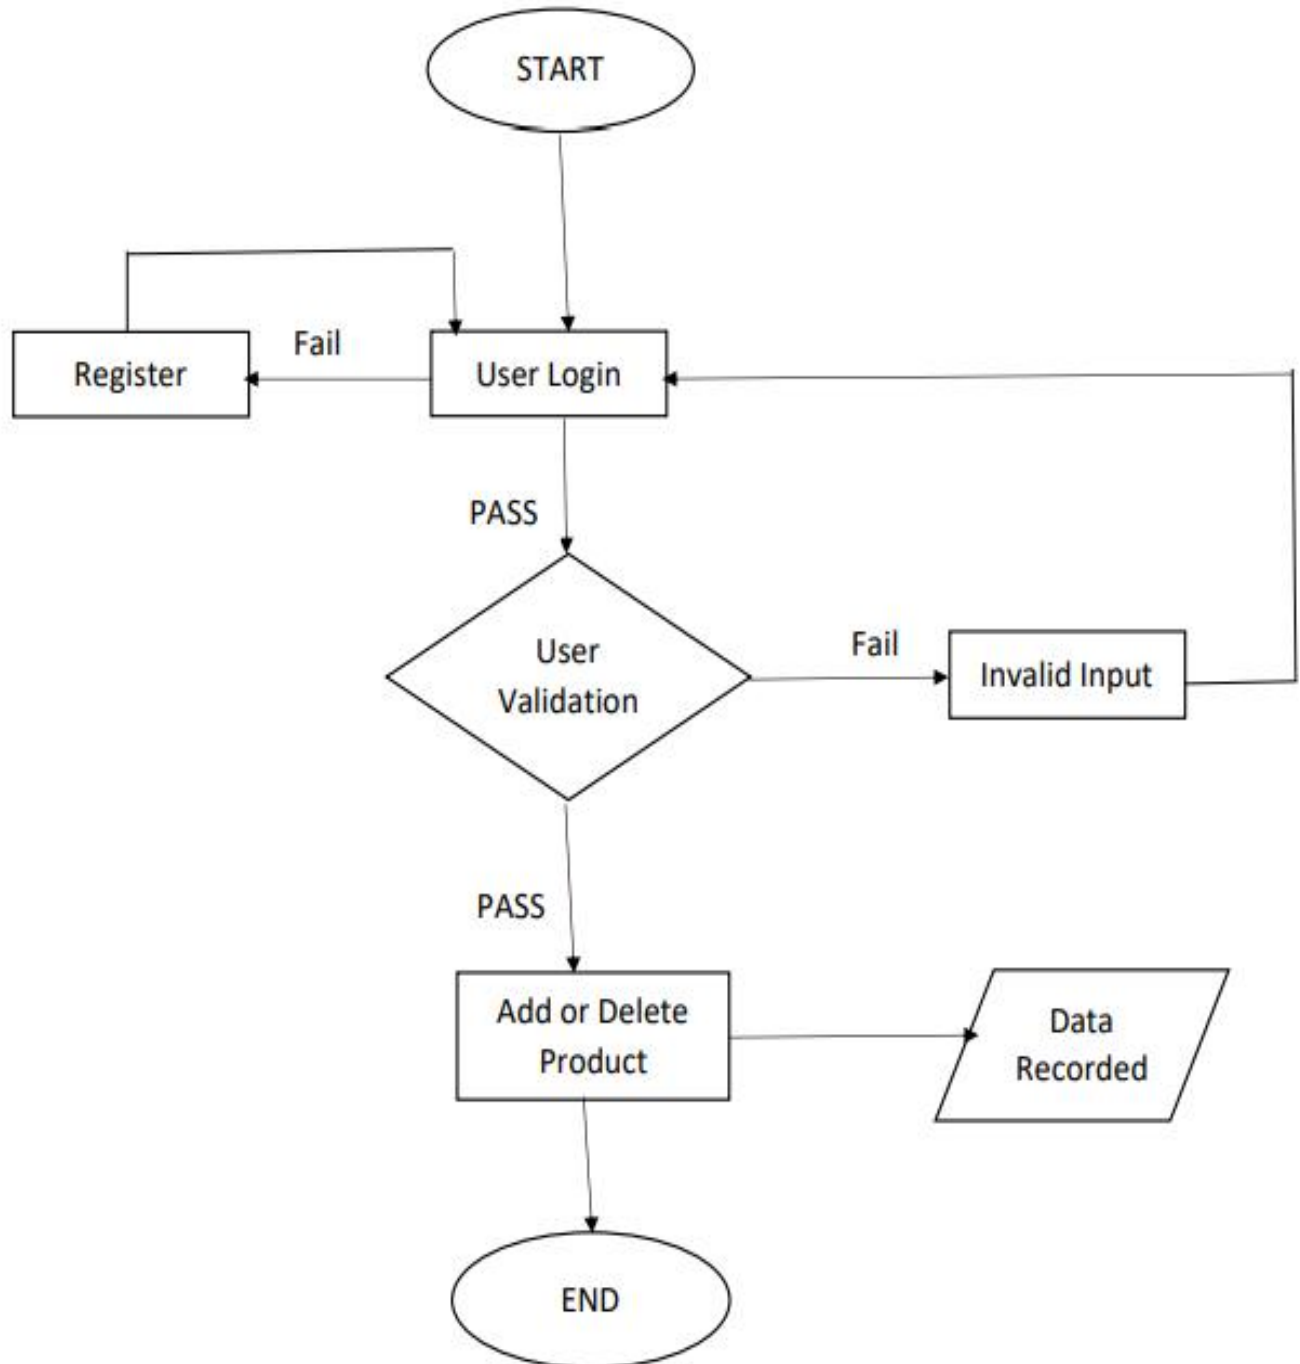 START
Fail
Register
User Login
PASS
User
Validation
Fail
Invalid Input
PASS
Add or Delete
Product
Data
Recorded
END